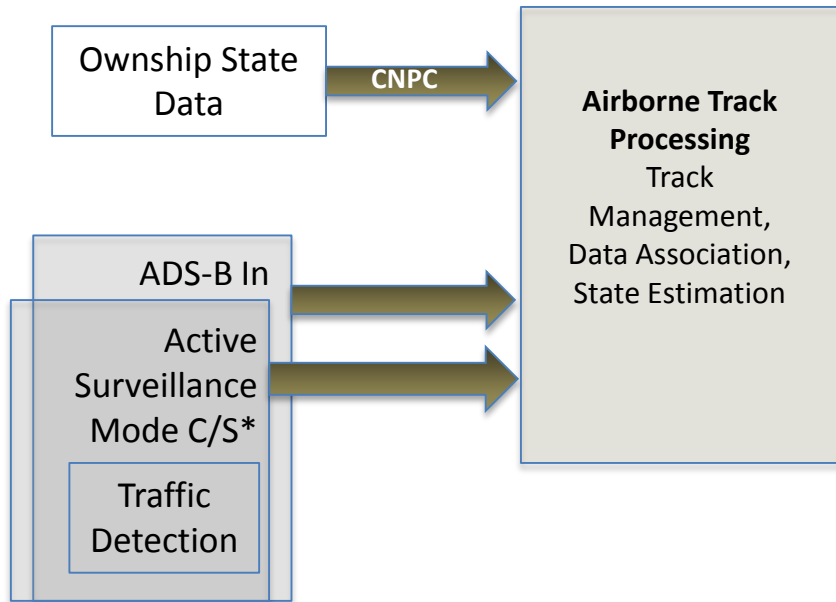 Ownship State
Data
CNPC
Airborne Track
Processing
Track
Management,
Data Association,
State Estimation
ADS-B In
Active
Surveillance
Mode C/S*
Traffic
Detection